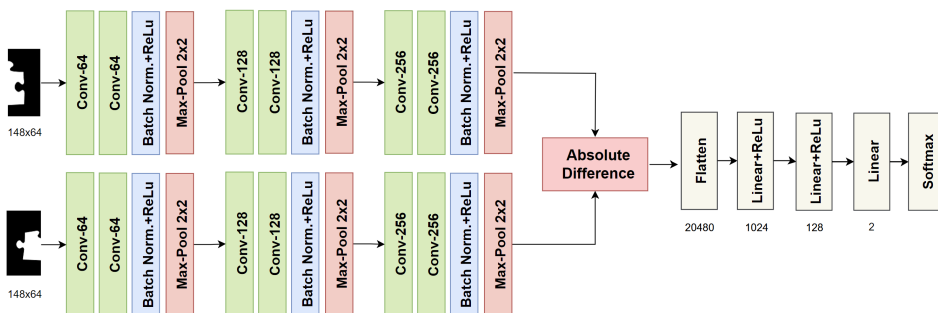 148x64
Conv-64
Conv-64
Batch Norm.+ReLu
Max-Pool 2x2
Conv-128
Conv-128
Batch Norm.+ReLu
Max-Pool 2x2
Conv-256
Conv-256
Batch Norm.+ReLu
Max-Pool 2x2
148x64
Conv-64
Conv-64
Batch Norm.+ReLu
Max-Pool 2x2
Conv-128
Conv-128
Batch Norm.+ReLu
Max-Pool 2x2
Conv-256
Conv-256
Batch Norm.+ReLu
Max-Pool 2x2
Absolute
Difference
Flatten
20480
Linear+ReLu
1024
Linear+ReLu
128
Linear
2
Softmax